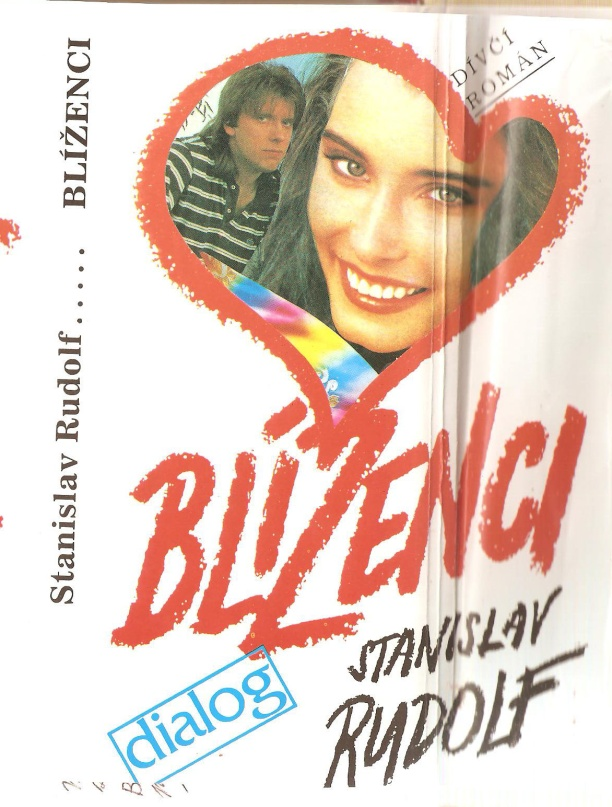 Stanislav Rudolf..... BLÍŽENCI
DÍVČÍ
ROMÁN
BLÍŽENCI
STANISLAV
RUDOLF
dialog